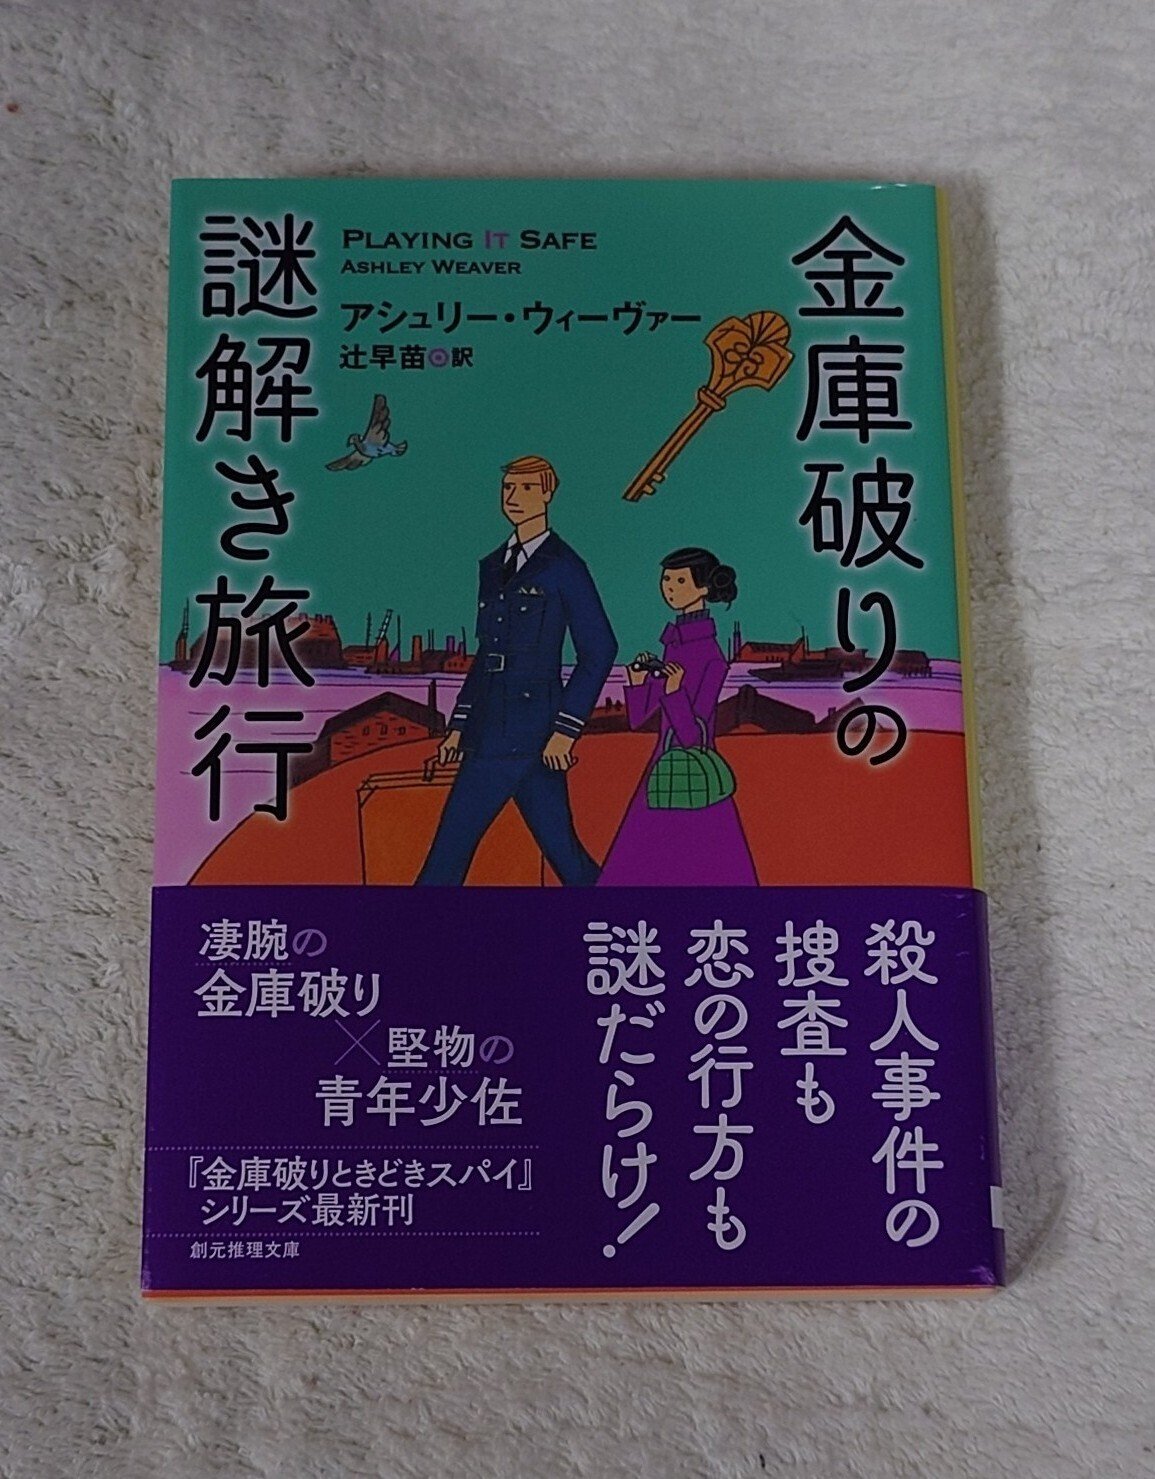 金庫破りの
謎解き旅行
PLAYING IT SAFE
ASHLEY WEAVER
アシュリー・ウィーヴァー
辻早苗◎訳
殺人事件の
捜査も
恋の行方も
謎だらけ!
凄腕の
金庫破り
×堅物の
青年少佐
『金庫破りときどきスパイ』
シリーズ最新刊
創元推理文庫